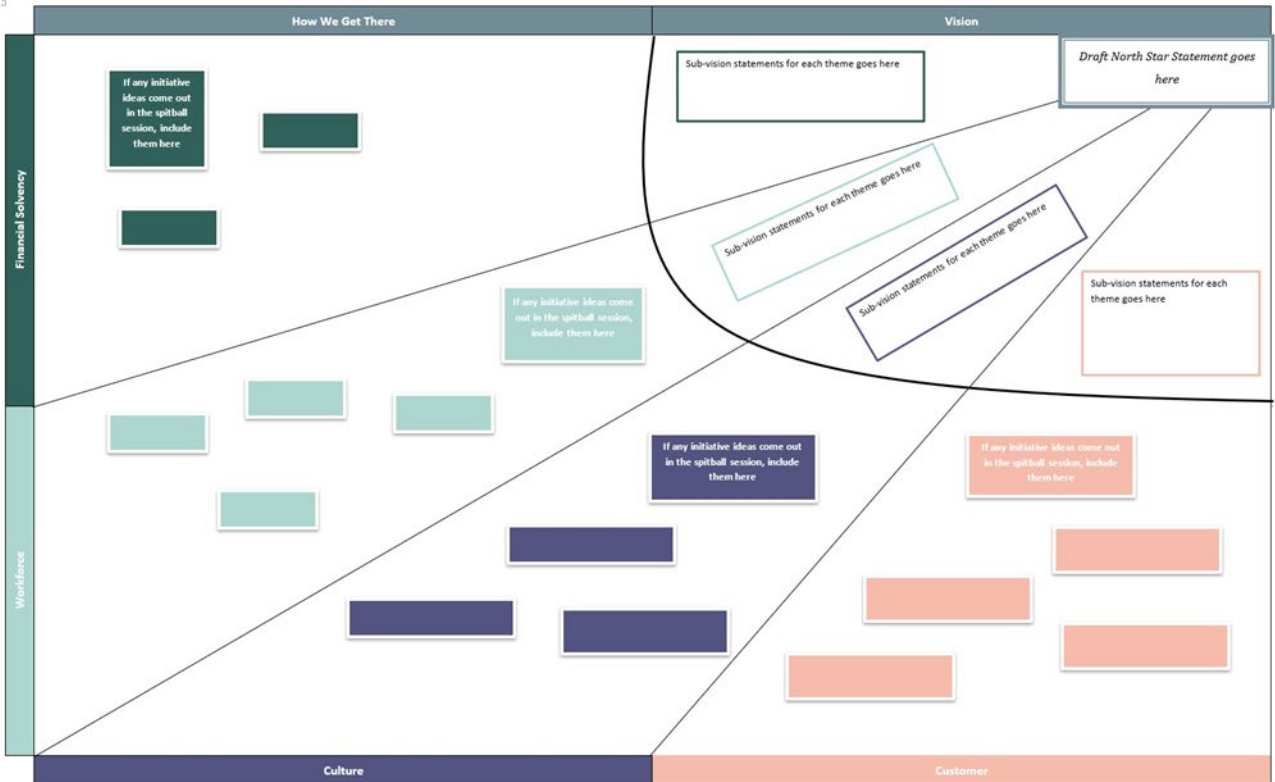 How We Get There
Vision
Financial Solvency
If any initiative
ideas come out
in the spitball
session, include
them here
Sub-vision statements for each theme goes here
Draft North Star Statement goes
here
Sub-vision statements for each theme goes here
Sub-vision statements for each theme goes here
Sub-vision statements for each
theme goes here
If any initiative ideas come
out in the spitball session,
include them here
Workforce
If any initiative ideas come out
in the spitball session, include
them here
If any initiative ideas come out
in the spitball session, include
them here
Culture
Customer